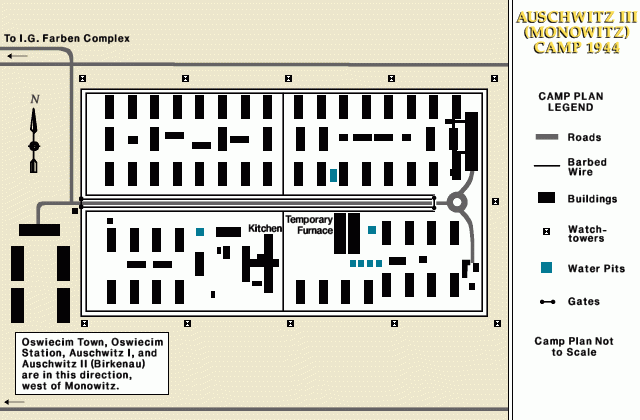 To I.G. Farben Complex
N
Kitchen
Temporary
Furnace
Oswiecim Town, Oswiecim
Station, Auschwitz I, and
Auschwitz II (Birkenau)
are in this direction,
west of Monowitz.
AUSCHWITZ III
(MONOWITZ)
CAMP 1944
CAMP PLAN
LEGEND
Roads
Barbed
Wire
Buildings
Watch-
towers
Water Pits
Gates
Camp Plan Not
to Scale